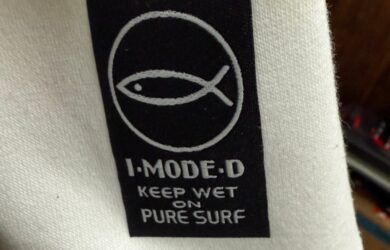 I·MODE·D
KEEP WET
ON
PURE SURF